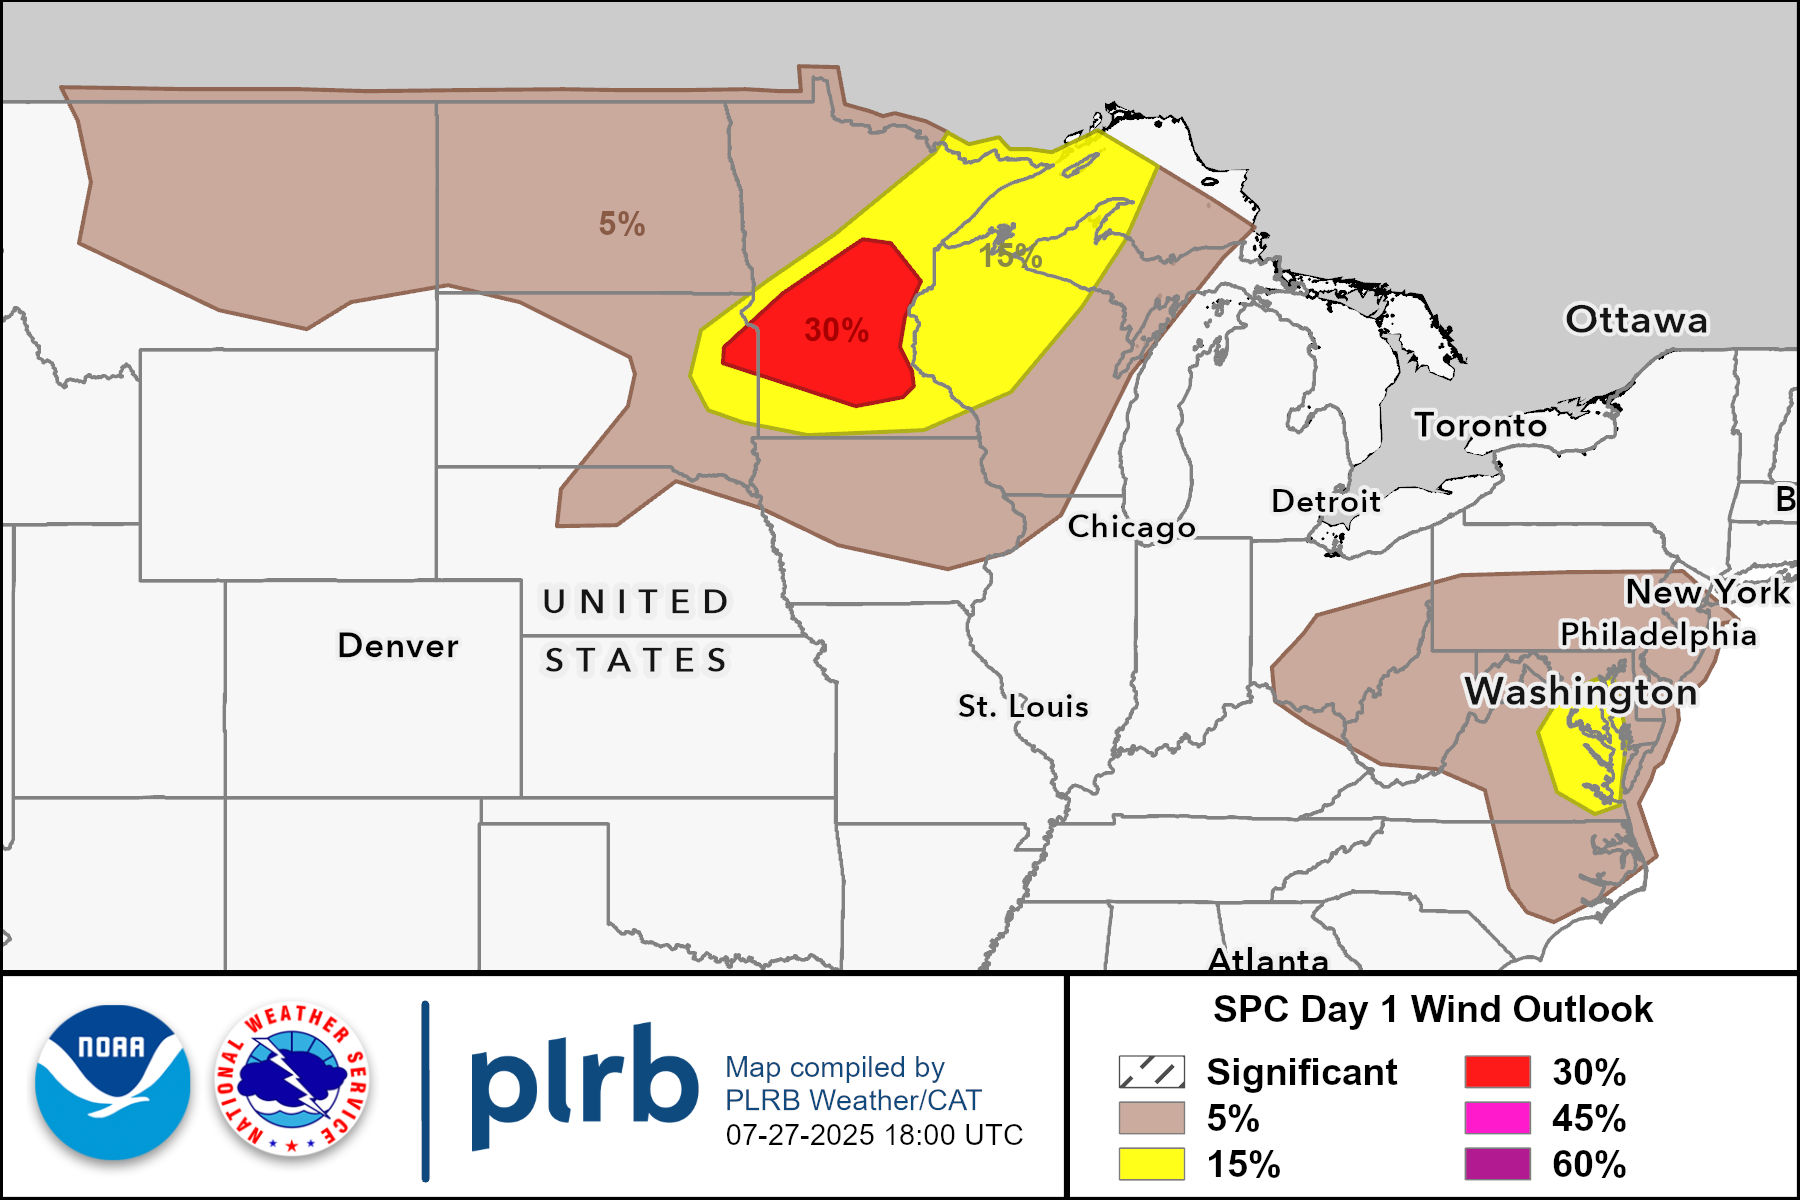 5%
15%
30%
Ottawa
Toronto
Detroit
B
Chicago
New York
UNITED
STATES
Denver
Philadelphia
Washington
St. Louis
Atlanta
NOAA
NATIONAL WEATHER SERVICE
plrb
Map compiled by
PLRB Weather/CAT
07-27-2025 18:00 UTC
SPC Day 1 Wind Outlook
Significant
5%
15%
30%
45%
60%